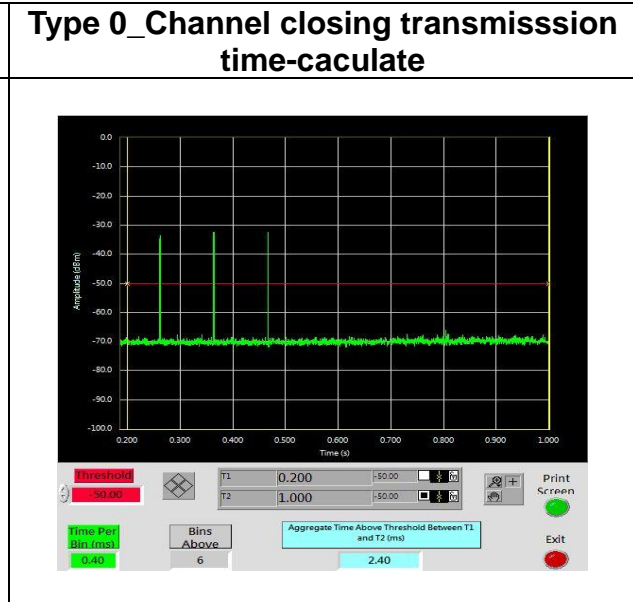 Type 0_Channel closing transmisssion
time-caculate
0.0
-10.0
-20.0
-30.0
-40.0
-50.0
-60.0
-70.0
-80.0
-90.0
-100.0
Amplitude (dBm)
0.200 0.300 0.400 0.500 0.600 0.700 0.800 0.900 1.000
Time (s)
Threshold
-50.00
T1 0.200 -50.00
T2 1.000 -50.00
Print
Screen
Time Per
Bin (ms)
0.40
Bins
Above
6
Aggregate Time Above Threshold Between T1
and T2 (ms)
2.40
Exit